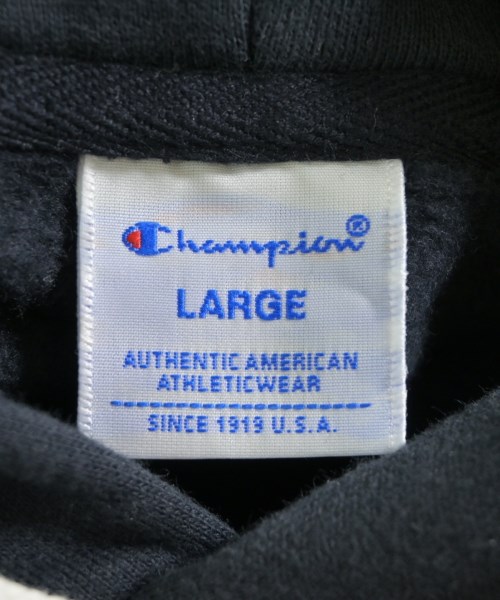 Champion®
LARGE
AUTHENTIC AMERICAN
ATHLETICWEAR
SINCE 1919 U.S.A.